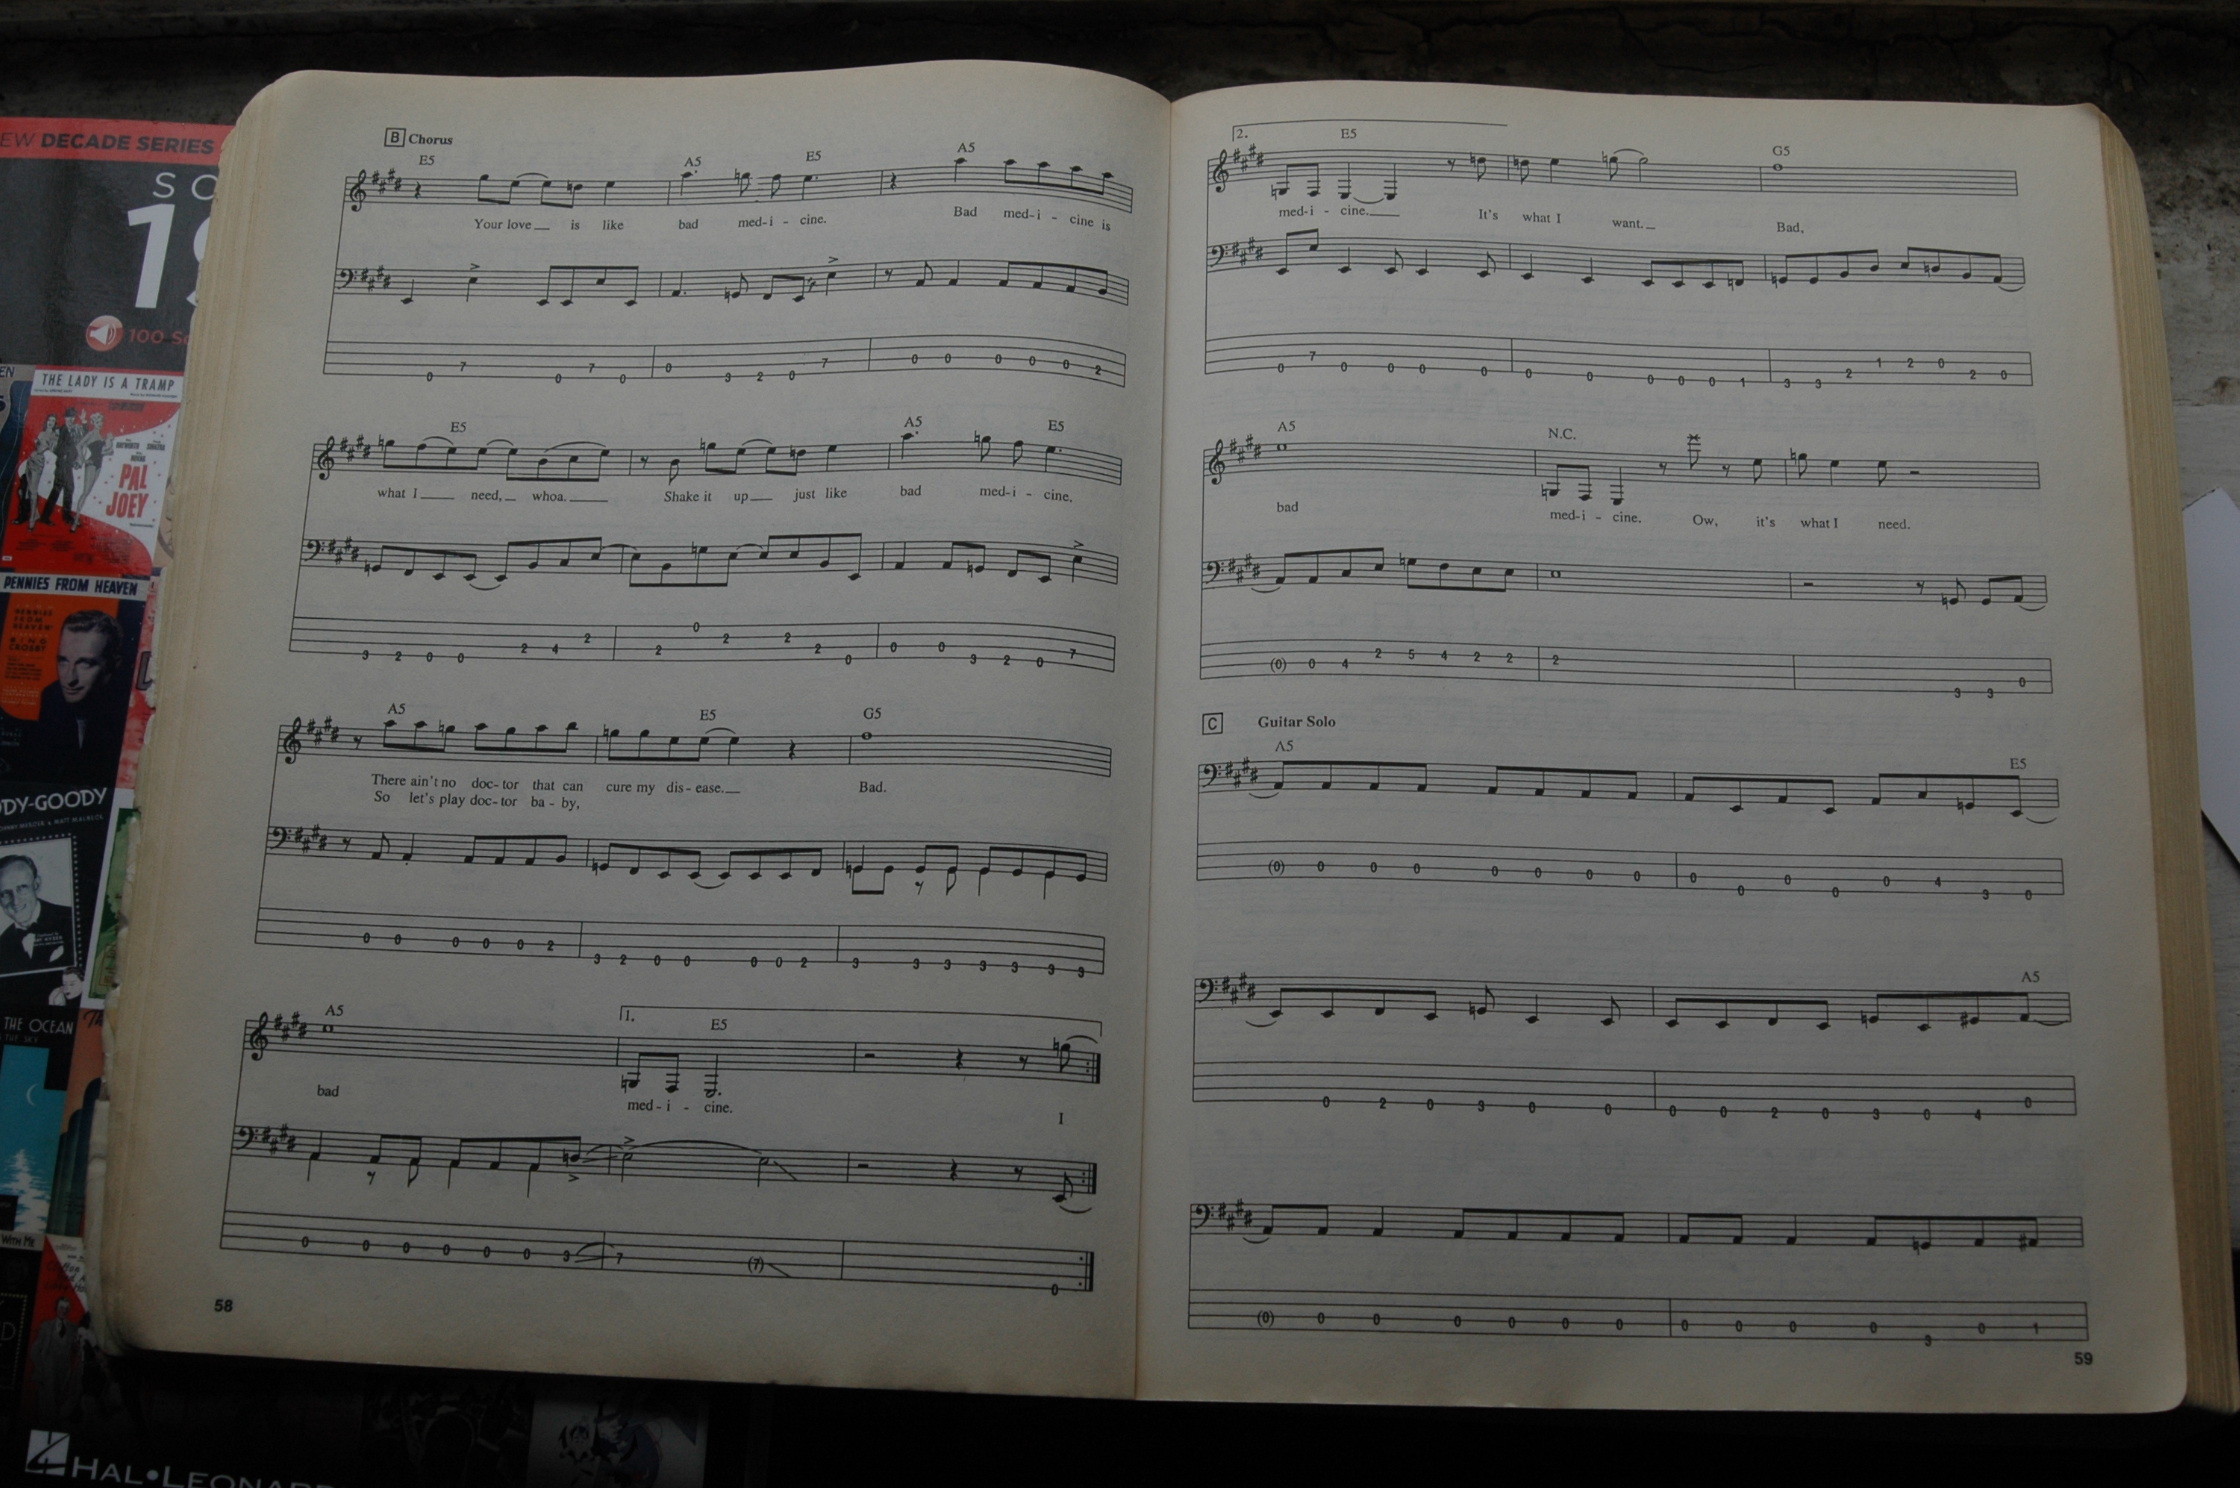 EW DECADE SERIES
SO
19
100 So
EN
THE LADY IS A TRAMP
PAL
JOEY
PENNIES FROM HEAVEN
PENNIES
FROM
HEAVEN
BING
CROSBY
DY-GOODY
THE OCEAN
WITH ME
HAL•LEONARD
B Chorus
E5 A5 E5 A5
Your love is like bad med-i - cine. Bad med-i - cine is
0 7 0 7 0 0 3 2 0 7 0 0 0 0 0 2
E5 A5 E5
what I need, whoa. Shake it up just like bad med-i - cine.
3 2 0 0 2 4 2 2 0 2 2 2 0 0 0 3 2 0 7
A5 E5 G5
There ain't no doc-tor that can cure my dis-ease. Bad.
So let's play doc-tor ba-by,
0 0 0 0 0 2 3 2 0 0 0 0 2 3 3 3 3 3 3 3
A5 1. E5
bad med-i - cine. I
0 0 0 0 0 0 3 7 (7) 0
58
2. E5 G5
med-i - cine. It's what I want. Bad,
0 7 0 0 0 0 0 0 0 0 0 1 3 3 2 1 2 0 2 0
A5 N.C.
bad med-i - cine. Ow, it's what I need.
(0) 0 4 2 5 4 2 2 2 3 3 0
C Guitar Solo
A5 E5
(0) 0 0 0 0 0 0 0 0 0 0 0 0 4 3 0
A5
0 2 0 3 0 0 0 0 2 0 3 0 4 0
(0) 0 0 0 0 0 0 0 0 0 0 3 0 1
59